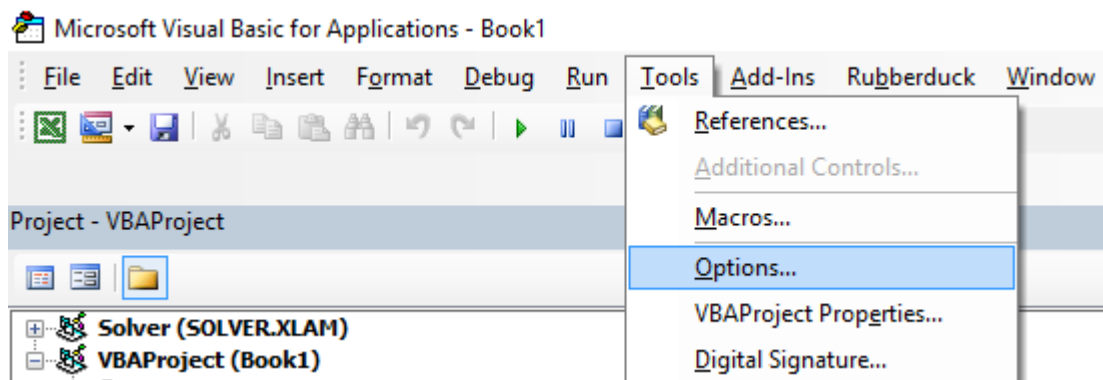 Microsoft Visual Basic for Applications - Book1
File Edit View Insert Format Debug Run Tools Add-Ins Rubberduck Window
References...
Additional Controls...
Project - VBAProject
Macros...
Options...
VBAProject Properties...
Solver (SOLVER.XLAM)
VBAProject (Book1)
Digital Signature...